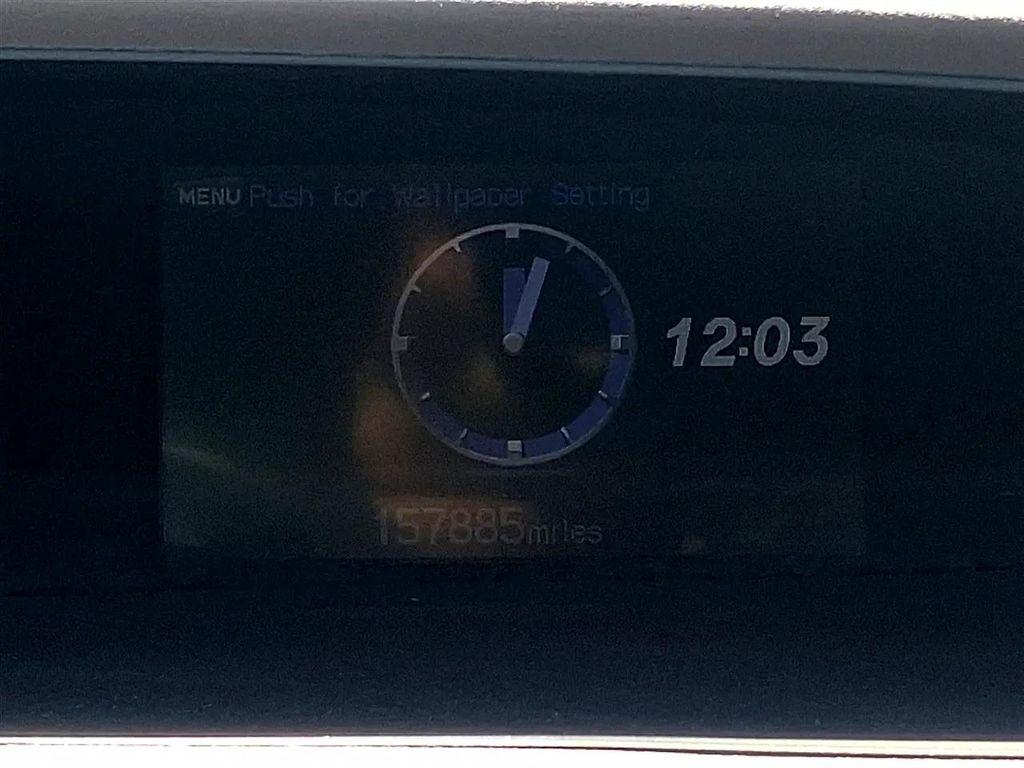 MENU Push for Wallpaper Setting
12:03
157885miles